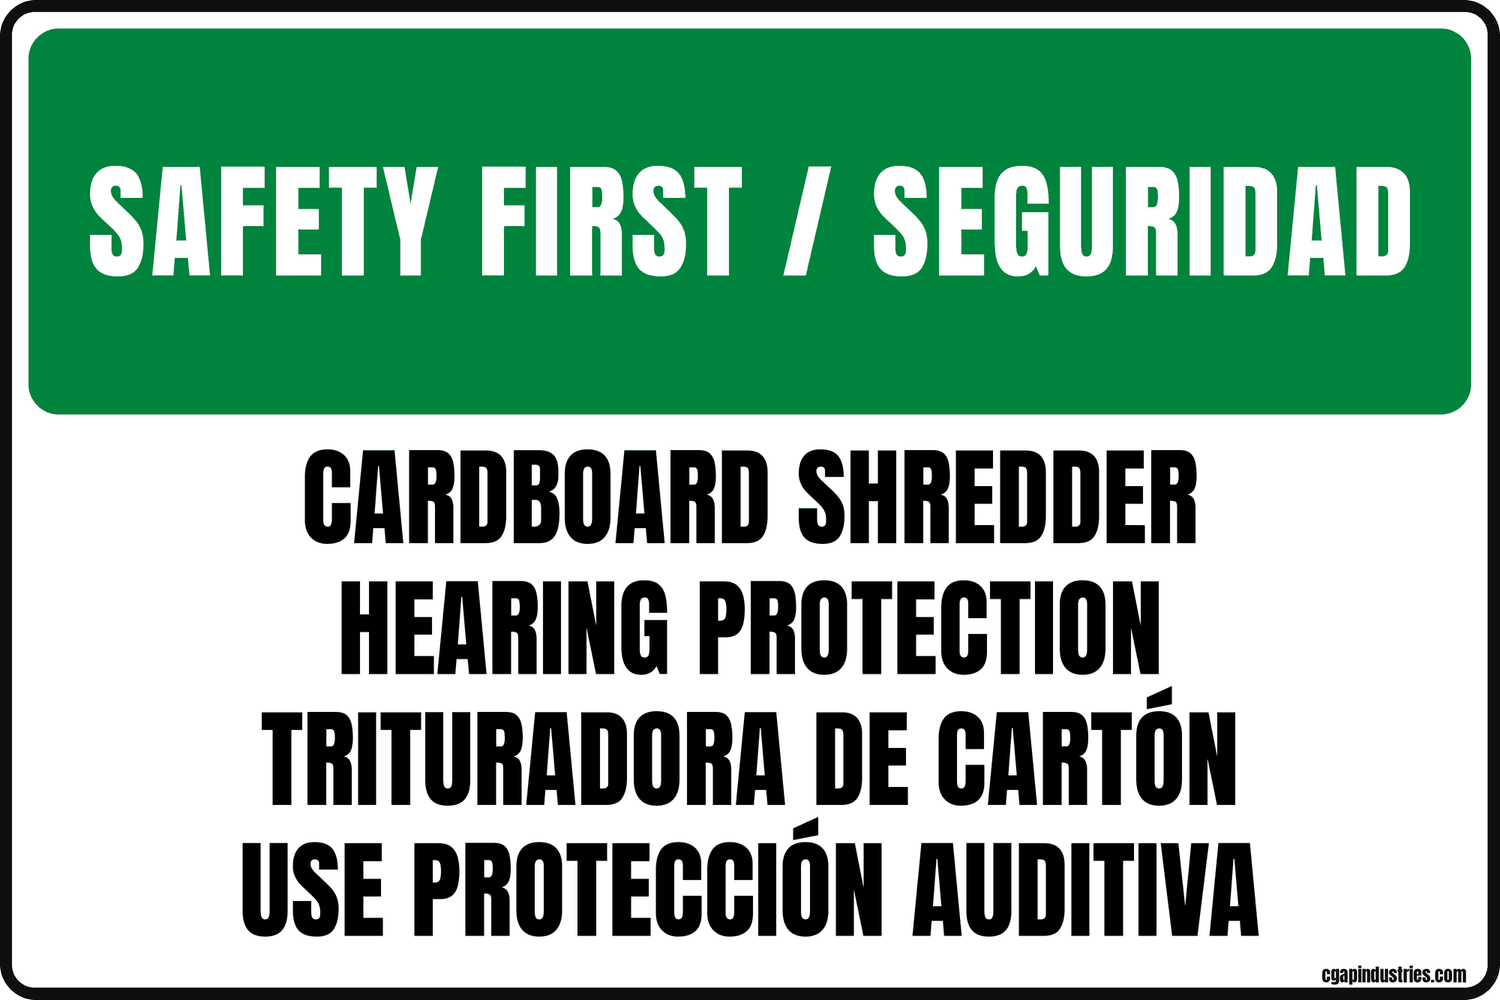 SAFETY FIRST / SEGURIDAD
CARDBOARD SHREDDER
HEARING PROTECTION
TRITURADORA DE CARTÓN
USE PROTECCIÓN AUDITIVA
cgapindustries.com